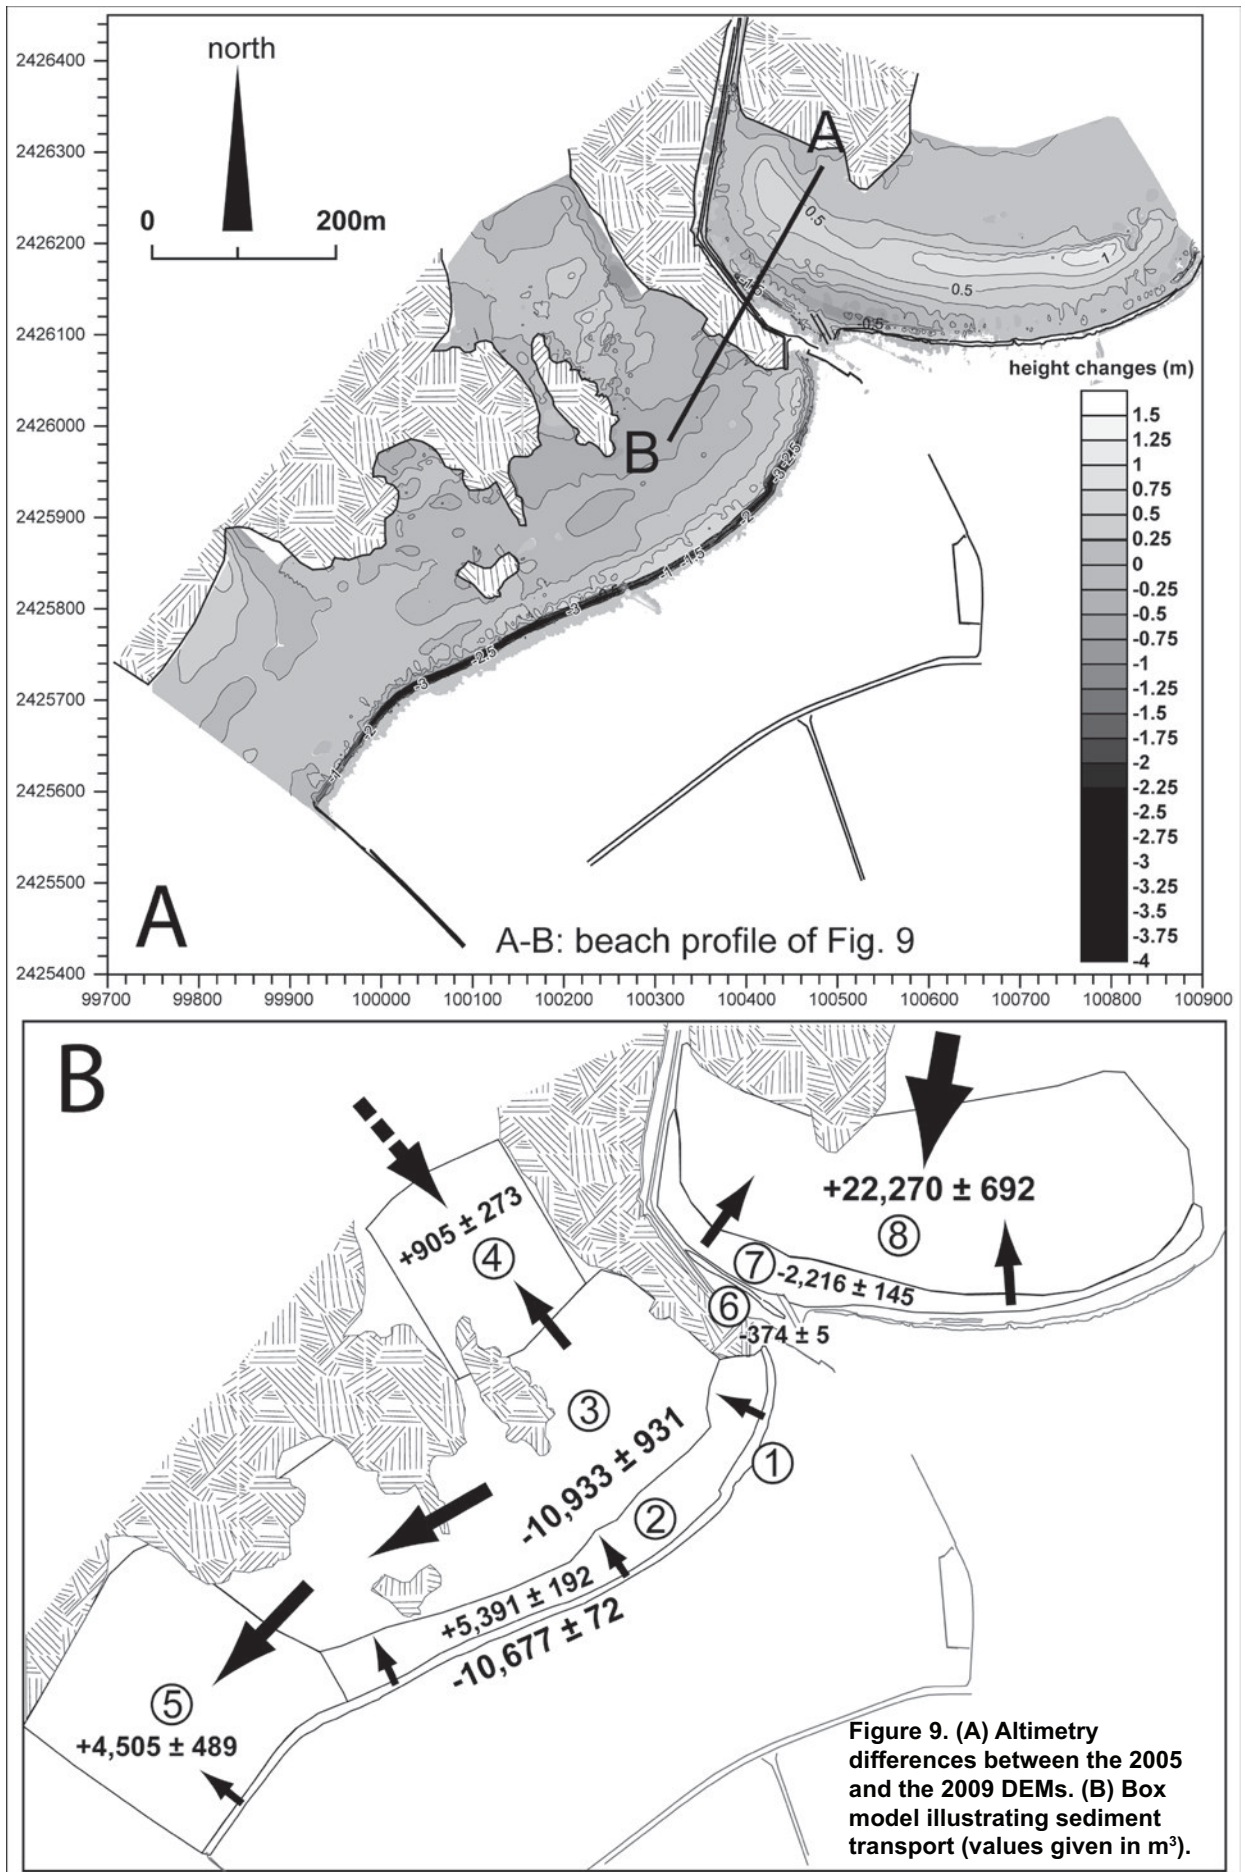 north
0 200m
2426400
2426300
2426200
2426100
2426000
2425900
2425800
2425700
2425600
2425500
2425400
A
B
0.5
1
0.5
-1.5
-0.5
-2.5
-3
-2
-1.5
-1
-3
-2.5
-3
-2
-1
height changes (m)
1.5
1.25
1
0.75
0.5
0.25
0
-0.25
-0.5
-0.75
-1
-1.25
-1.5
-1.75
-2
-2.25
-2.5
-2.75
-3
-3.25
-3.5
-3.75
-4
A
A-B: beach profile of Fig. 9
99700 99800 99900 100000 100100 100200 100300 100400 100500 100600 100700 100800 100900
B
+22,270 ± 692
8
+905 ± 273
4
7 -2,216 ± 145
6
-374 ± 5
3
-10,933 ± 931
1
2
+5,391 ± 192
-10,677 ± 72
5
+4,505 ± 489
Figure 9. (A) Altimetry
differences between the 2005
and the 2009 DEMs. (B) Box
model illustrating sediment
transport (values given in m³).